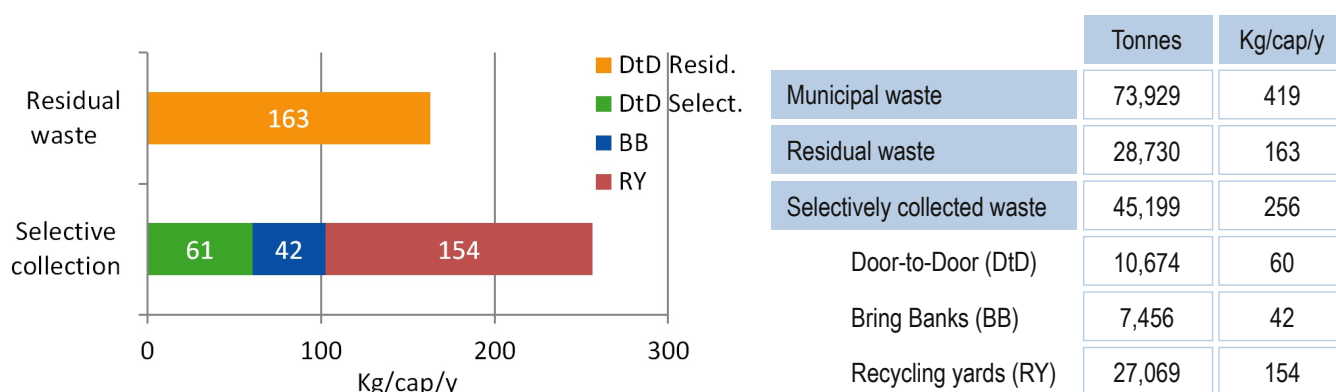 DtD Resid.
DtD Select.
BB
RY
Residual
waste
163
Selective
collection
61 42 154
0 100 200 300
Kg/cap/y
Tonnes Kg/cap/y
Municipal waste 73,929 419
Residual waste 28,730 163
Selectively collected waste 45,199 256
Door-to-Door (DtD) 10,674 60
Bring Banks (BB) 7,456 42
Recycling yards (RY) 27,069 154